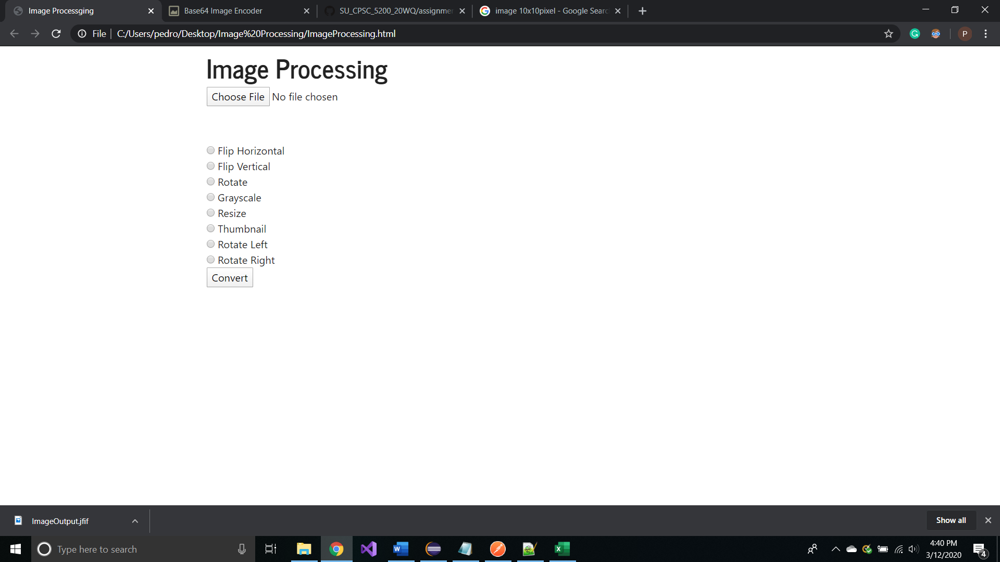 Image Processging
Base64 Image Encoder
SU_CPSC_5200_20WQ/assignmen
image 10x10pixel - Google Searc
File
C:/Users/pedro/Desktop/Image%20Processing/ImageProcessing.html
P
Image Processing
Choose File No file chosen
Flip Horizontal
Flip Vertical
Rotate
Grayscale
Resize
Thumbnail
Rotate Left
Rotate Right
Convert
ImageOutput.jfif
Show all
Type here to search
4:40 PM
3/12/2020
4